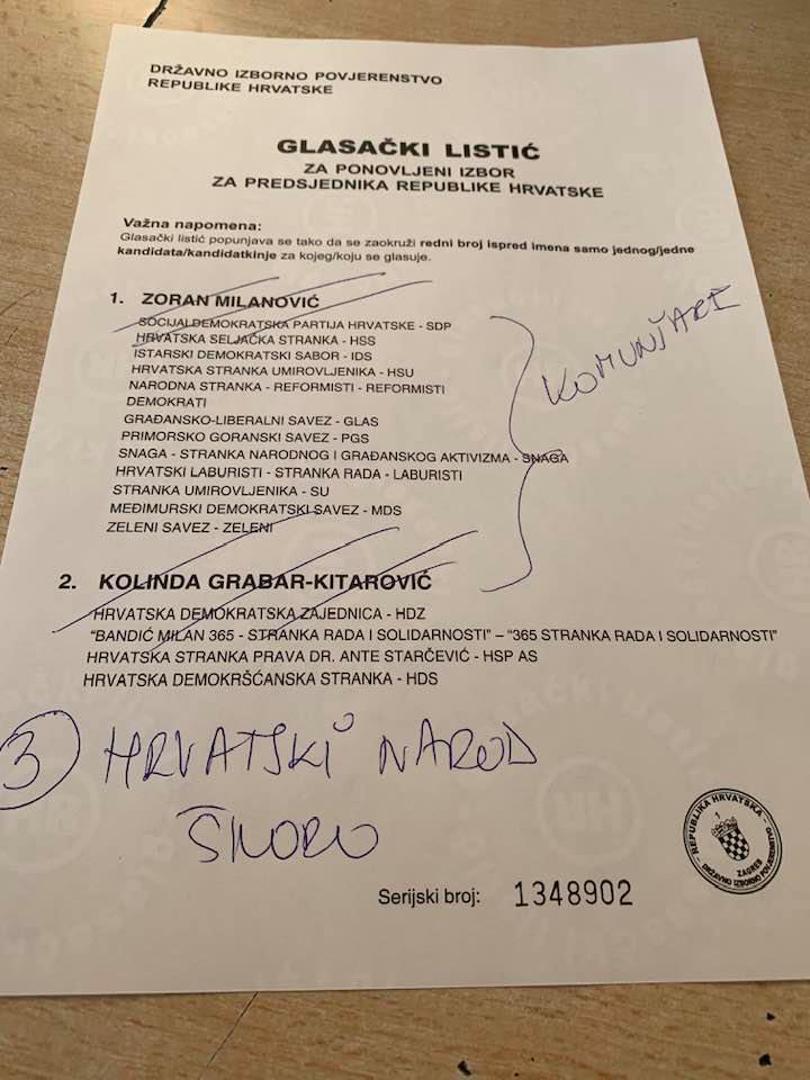 DRŽAVNO IZBORNO POVJERENSTVO
REPUBLIKE HRVATSKE
GLASAČKI LISTIĆ
ZA PONOVLJENI IZBOR
ZA PREDSJEDNIKA REPUBLIKE HRVATSKE
Važna napomena:
Glasački listić popunjava se tako da se zaokruži redni broj ispred imena samo jednog/jedne
kandidata/kandidatkinje za kojeg/koju se glasuje.
1. ZORAN MILANOVIĆ
SOCIJALDEMOKRATSKA PARTIJA HRVATSKE - SDP
HRVATSKA SELJAČKA STRANKA - HSS
ISTARSKI DEMOKRATSKI SABOR - IDS
HRVATSKA STRANKA UMIROVLJENIKA - HSU
NARODNA STRANKA - REFORMISTI - REFORMISTI
DEMOKRATI
GRAĐANSKO-LIBERALNI SAVEZ - GLAS
PRIMORSKO GORANSKI SAVEZ - PGS
SNAGA - STRANKA NARODNOG I GRAĐANSKOG AKTIVIZMA - SNAGA
HRVATSKI LABURISTI - STRANKA RADA - LABURISTI
STRANKA UMIROVLJENIKA - SU
MEĐIMURSKI DEMOKRATSKI SAVEZ - MDS
ZELENI SAVEZ - ZELENI
KOMUNJARE
2. KOLINDA GRABAR-KITAROVIĆ
HRVATSKA DEMOKRATSKA ZAJEDNICA - HDZ
"BANDIĆ MILAN 365 - STRANKA RADA I SOLIDARNOSTI" – "365 STRANKA RADA I SOLIDARNOSTI"
HRVATSKA STRANKA PRAVA DR. ANTE STARČEVIĆ - HSP AS
HRVATSKA DEMOKRŠĆANSKA STRANKA - HDS
3 HRVATSKI NAROD
ŠKORO
REPUBLIKA HRVATSKA
1
DRŽAVNO IZBORNO POVJERENSTVO
ZAGREB
Serijski broj: 1348902